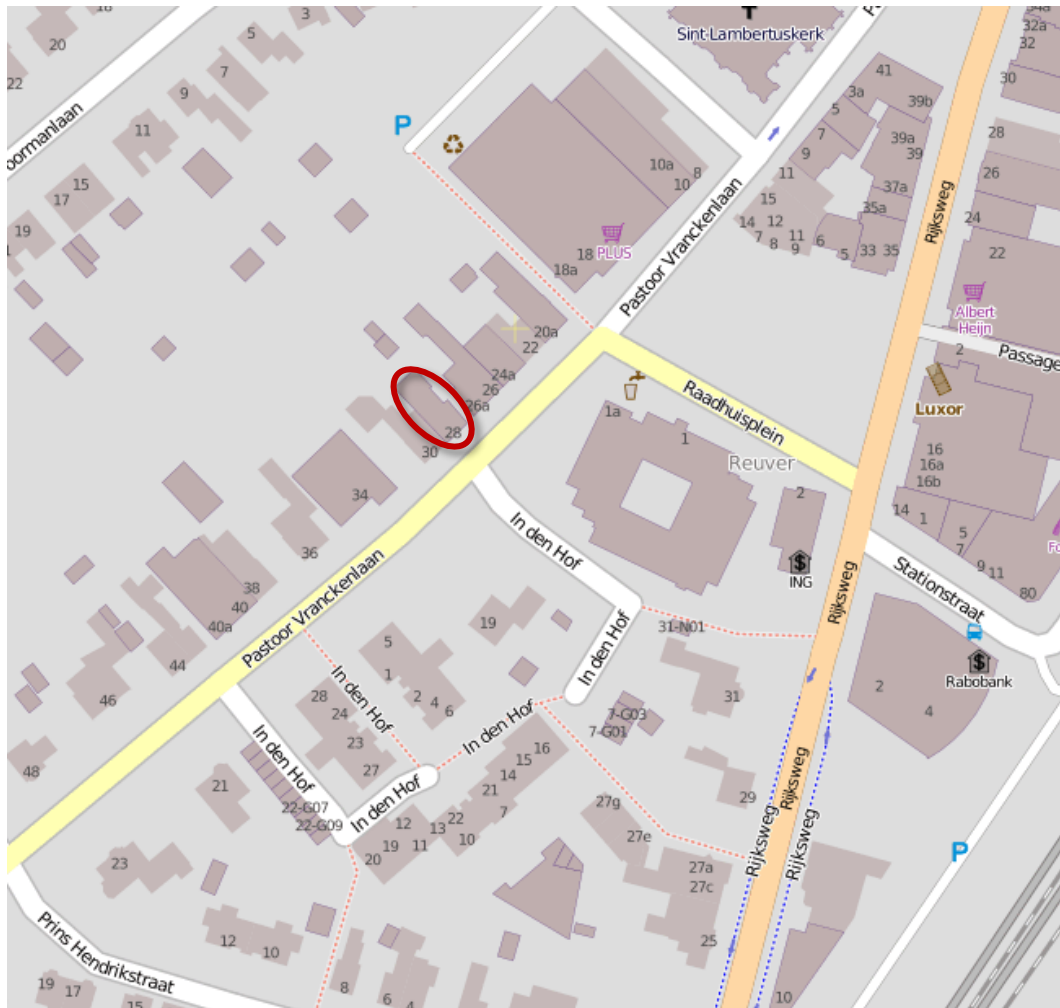 Sint-Lambertuskerk
3
5
20
22
7
9
11
oormanlaan
15
17
19
P
41
3a
39b
5
7
9
39a
39
11
37a
15
35a
14
12
7
8
11
9
6
5
33
35
10a
8
10
34a
32a
32
30
28
26
24
22
Rijksweg
Pastoor Vranckenlaan
18
PLUS
18a
Albert
Heijn
2
Passage
Luxor
20a
22
24a
26
26a
28
30
Raadhuisplein
1a
1
Reuver
2
ING
16
16a
16b
14
1
5
7
9
11
80
Fo
34
36
38
40
40a
Pastoor Vranckenlaan
In den Hof
Stationstraat
Rijksweg
Rabobank
2
4
44
46
48
19
In den Hof
31-N01
31
5
1
2
4
6
28
24
23
27
In den Hof
In den Hof
7-G03
7-G01
In den Hof
21
22-G07
22-G09
In den Hof
16
15
14
21
7
22
13
10
12
19
11
20
29
27g
27e
27a
27c
25
Rijksweg
Rijksweg
Rijksweg
P
23
Prins Hendrikstraat
12
10
8
6
4
19
17
15
10